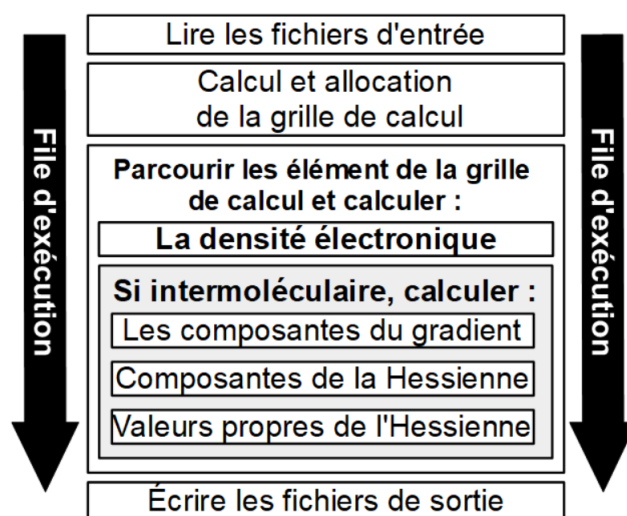 Lire les fichiers d'entrée
Calcul et allocation
de la grille de calcul
File d'exécution
Parcourir les élément de la grille
de calcul et calculer :
La densité électronique
Si intermoléculaire, calculer :
Les composantes du gradient
Composantes de la Hessienne
Valeurs propres de l'Hessienne
Écrire les fichiers de sortie
File d'exécution